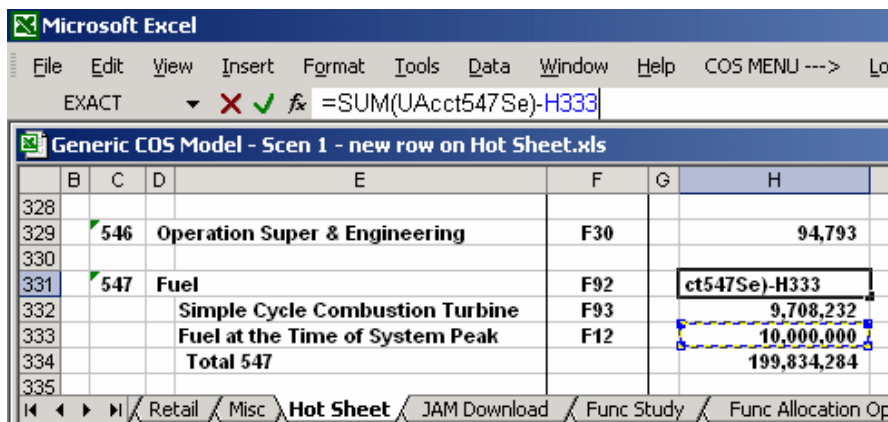 Microsoft Excel
File Edit View Insert Format Tools Data Window Help COS MENU ---> Lo
EXACT fx =SUM(UAcct547Se)-H333
Generic COS Model - Scen 1 - new row on Hot Sheet.xls
B C D E F G H
328
329 546 Operation Super & Engineering F30 94,793
330
331 547 Fuel F92 ct547Se)-H333
332 Simple Cycle Combustion Turbine F93 9,708,232
333 Fuel at the Time of System Peak F12 10,000,000
334 Total 547 199,834,284
335
Retail Misc Hot Sheet JAM Download Func Study Func Allocation Op